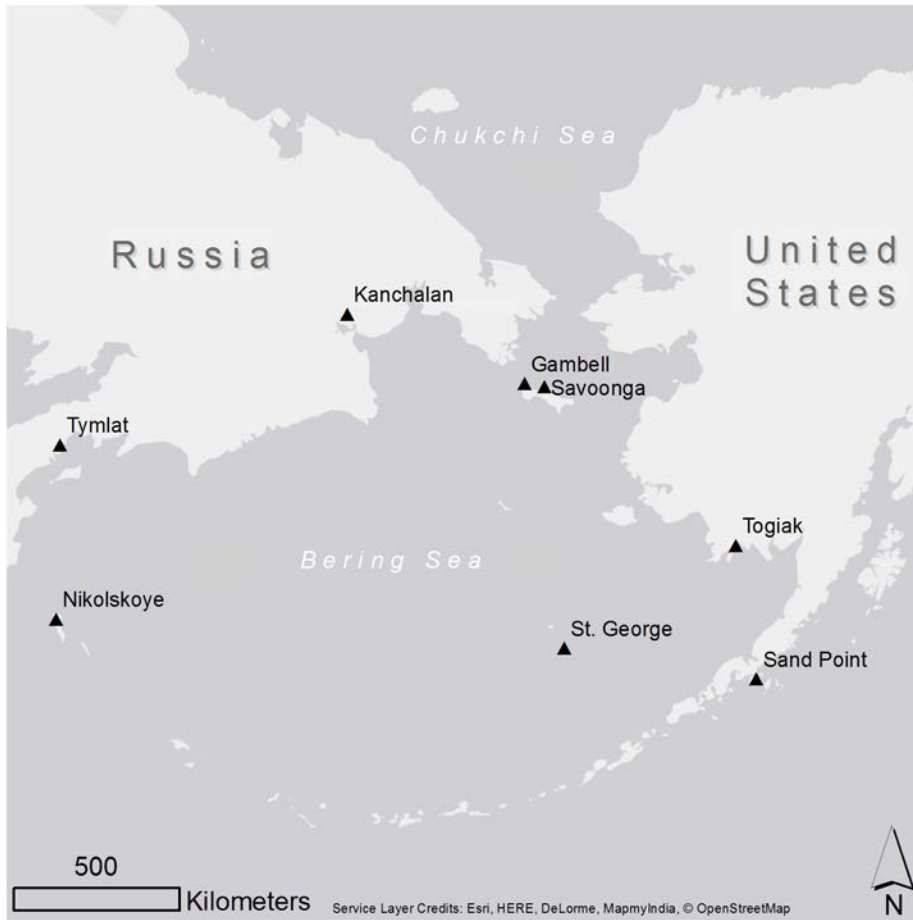 Chukchi Sea
Russia
United
States
Kanchalan
Gambell
Savoonga
Tymlat
Togiak
Bering Sea
Nikolskoye
St. George
Sand Point
500
Kilometers
Service Layer Credits: Esri, HERE, DeLorme, MapmyIndia, © OpenStreetMap
N